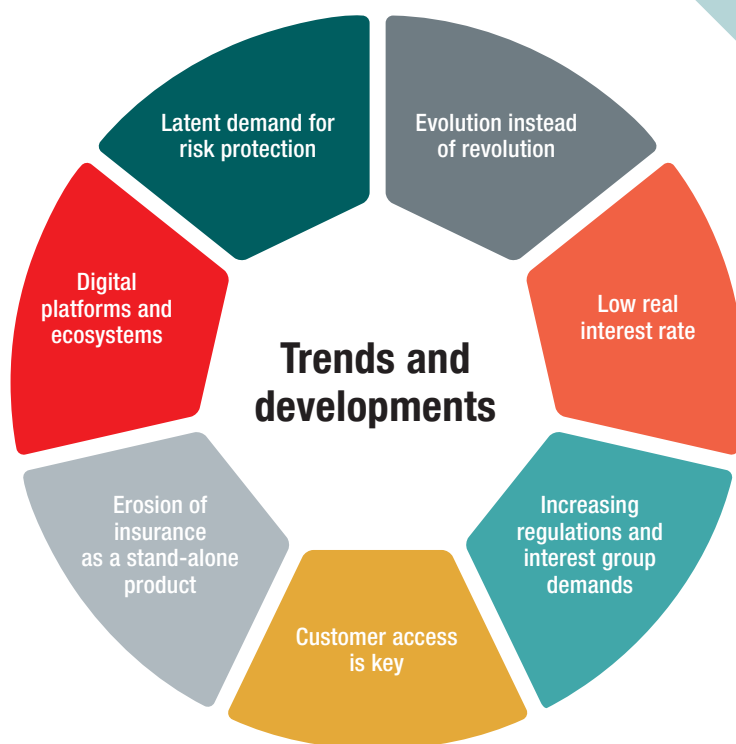 Trends and
developments
Evolution instead
of revolution
Low real
interest rate
Increasing
regulations and
interest group
demands
Customer access
is key
Erosion of
insurance
as a stand-alone
product
Digital
platforms and
ecosystems
Latent demand for
risk protection